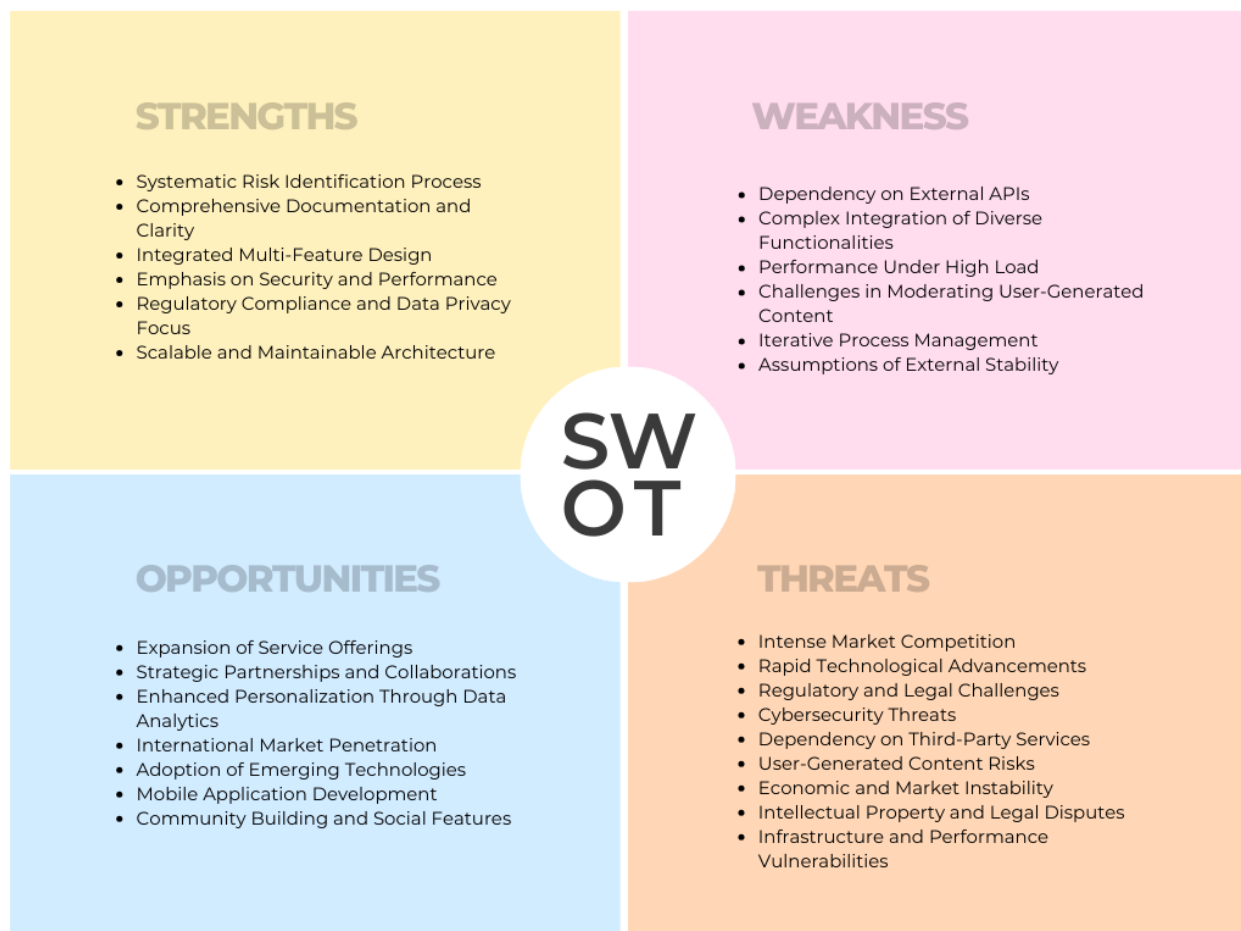 STRENGTHS
• Systematic Risk Identification Process
• Comprehensive Documentation and
Clarity
• Integrated Multi-Feature Design
• Emphasis on Security and Performance
• Regulatory Compliance and Data Privacy
Focus
• Scalable and Maintainable Architecture
WEAKNESS
• Dependency on External APIs
• Complex Integration of Diverse
Functionalities
• Performance Under High Load
• Challenges in Moderating User-Generated
Content
• Iterative Process Management
• Assumptions of External Stability
SW
OT
OPPORTUNITIES
• Expansion of Service Offerings
• Strategic Partnerships and Collaborations
• Enhanced Personalization Through Data
Analytics
• International Market Penetration
• Adoption of Emerging Technologies
• Mobile Application Development
• Community Building and Social Features
THREATS
• Intense Market Competition
• Rapid Technological Advancements
• Regulatory and Legal Challenges
• Cybersecurity Threats
• Dependency on Third-Party Services
• User-Generated Content Risks
• Economic and Market Instability
• Intellectual Property and Legal Disputes
• Infrastructure and Performance
Vulnerabilities